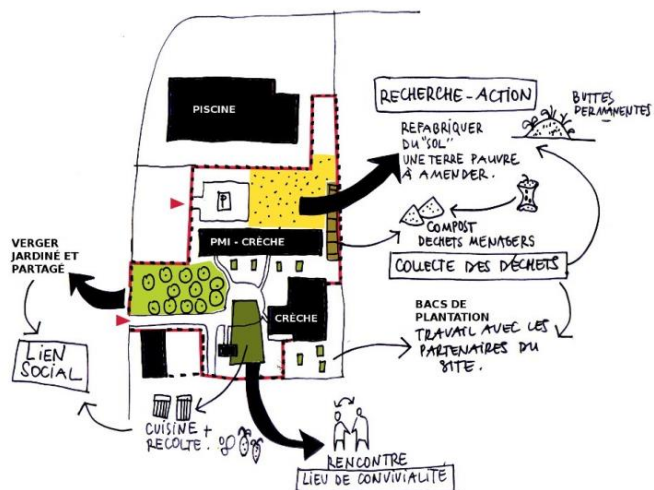 PISCINE
RECHERCHE-ACTION
BUTTES
PERMANENTES
REFABRIQUER
DU "SOL"
UNE TERRE PAUVRE
À AMENDER.
P
PMI - CRÈCHE
COMPOST
DECHETS MENAGERS
COLLECTE DES DÉCHETS
VERGER
JARDINÉ ET
PARTAGÉ
CRÈCHE
BACS DE
PLANTATION
TRAVAIL AVEC LES
PARTENAIRES DU
SITE.
LIEN
SOCIAL
CUISINE +
RECOLTE.
RENCONTRE
LIEU DE CONVIVIALITÉ